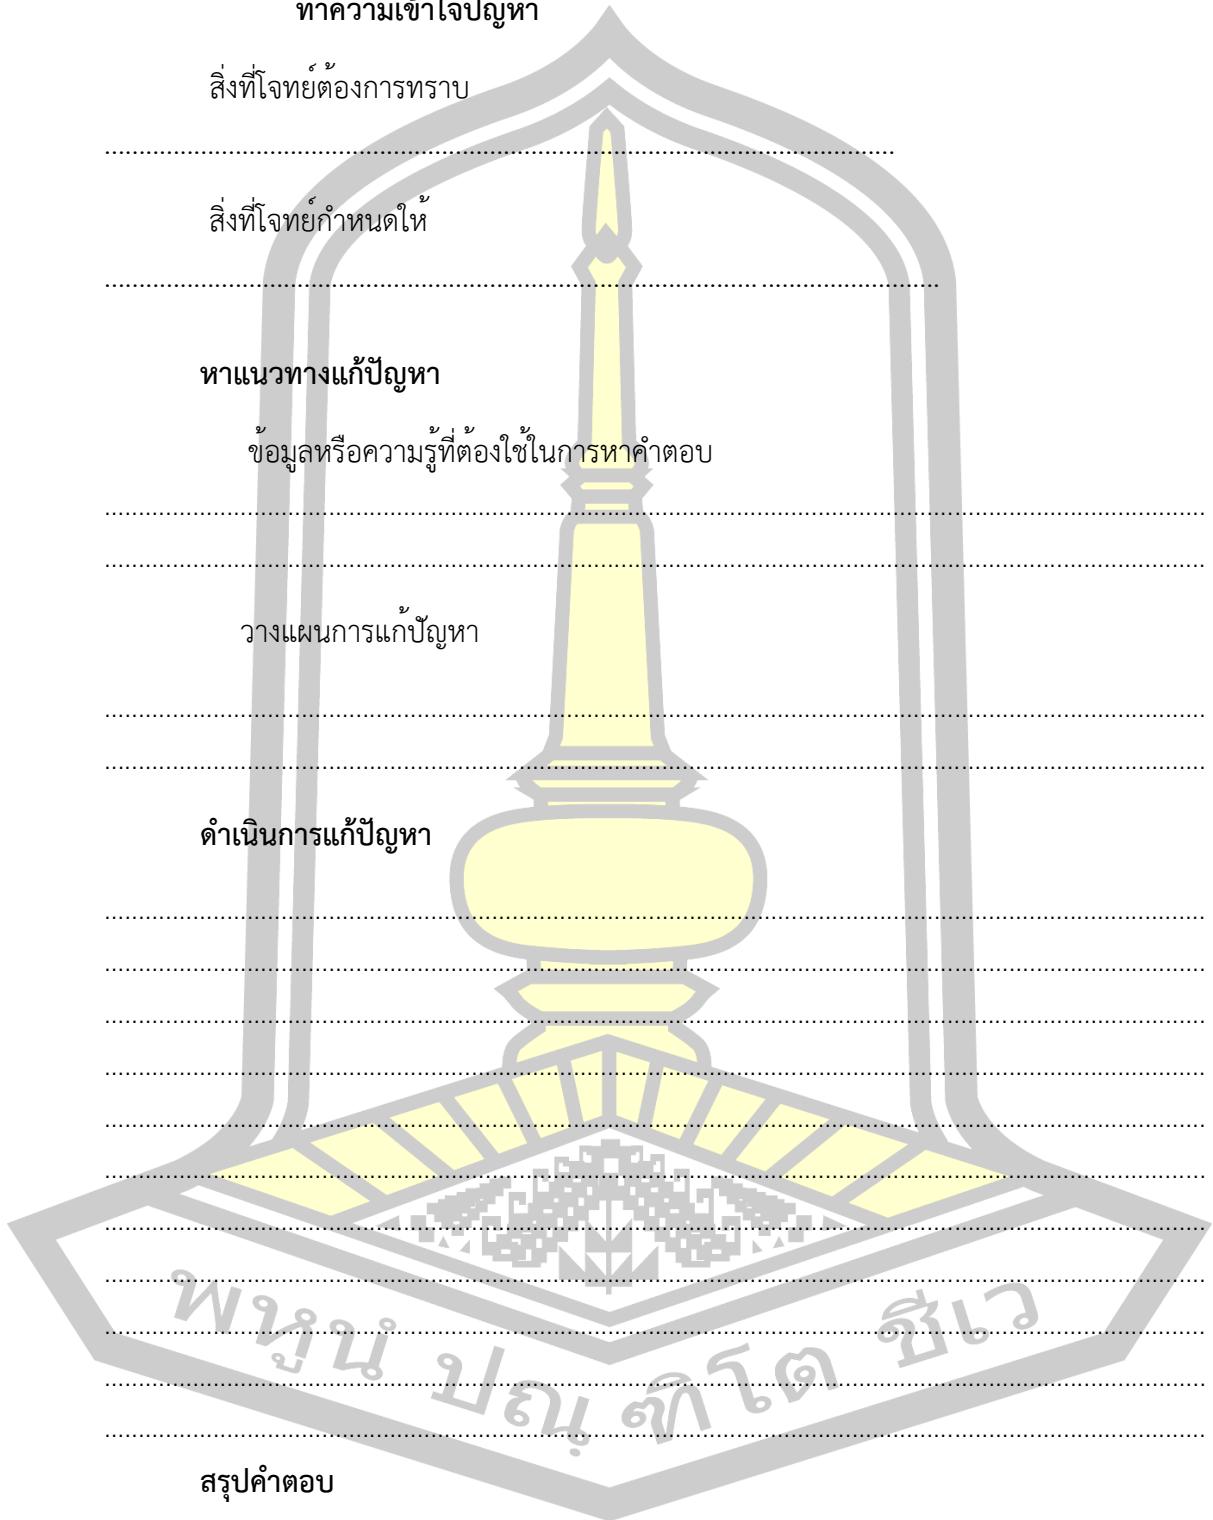 ทำความเข้าใจปัญหา
สิ่งที่โจทย์ต้องการทราบ
..................................................................................................................
สิ่งที่โจทย์กำหนดให้
............................................................................................... ..........................
หาแนวทางแก้ปัญหา
ข้อมูลหรือความรู้ที่ต้องใช้ในการหาคำตอบ
................................................................................................................................................................
................................................................................................................................................................
วางแผนการแก้ปัญหา
................................................................................................................................................................
................................................................................................................................................................
ดำเนินการแก้ปัญหา
................................................................................................................................................................
................................................................................................................................................................
................................................................................................................................................................
................................................................................................................................................................
................................................................................................................................................................
................................................................................................................................................................
................................................................................................................................................................
................................................................................................................................................................
................................................................................................................................................................
................................................................................................................................................................
................................................................................................................................................................
พหูนํ ปณฺฑิโต ชีเว
สรุปคำตอบ